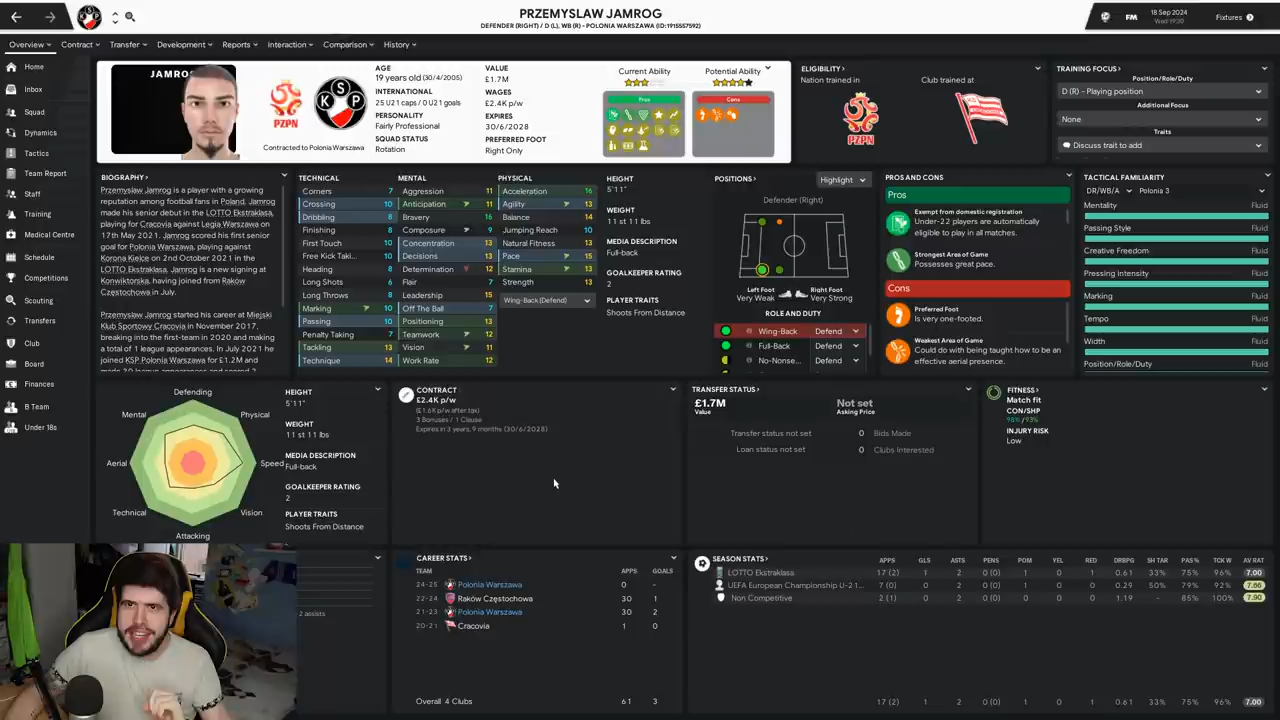 PRZEMYSLAW JAMROG
DEFENDER (RIGHT) / D (L), WB (R) - POLONIA WARSZAWA (ID:1915557592)
FM
18 Sep 2024
Wed 19:30
Fixtures
Overview
Contract
Transfer
Development
Reports
Interaction
Comparison
History
Home
Inbox
Squad
Dynamics
Tactics
Team Report
Staff
Training
Medical Centre
Schedule
Competitions
Scouting
Transfers
Club
Board
Finances
B Team
Under 18s
KSP
PZPN
KSP
Contracted to Polonia Warszawa
AGE
19 years old (30/4/2005)
INTERNATIONAL
25 U21 caps / 0 U21 goals
PERSONALITY
Fairly Professional
SQUAD STATUS
Rotation
VALUE
£1.7M
WAGES
£2.4K p/w
EXPIRES
30/6/2028
PREFERRED FOOT
Right Only
Current Ability
Pros
Potential Ability
Cons
ELIGIBILITY
Nation trained in
PZPN
Club trained at
TRAINING FOCUS
Position/Role/Duty
D (R) - Playing position
Additional Focus
None
Traits
Discuss trait to add
BIOGRAPHY
Przemyslaw Jamrog is a player with a growing
reputation among football fans in Poland. Jamrog
made his senior debut in the LOTTO Ekstraklasa,
playing for Cracovia against Legia Warszawa on
17th May 2021. Jamrog scored his first senior
goal for Polonia Warszawa, playing against
Korona Kielce on 2nd October 2021 in the
LOTTO Ekstraklasa. Jamrog is a new signing at
Konwiktorska, having joined from Raków
Częstochowa in July.
Przemyslaw Jamrog started his career at Miejski
Klub Sportowy Cracovia in November 2017,
breaking into the first-team in 2020 and making
a total of 1 league appearances. In July 2021 he
joined KSP Polonia Warszawa for £1.2M and
TECHNICAL
Corners 7
Crossing 10
Dribbling 8
Finishing 8
First Touch 10
Free Kick Taki... 10
Heading 8
Long Shots 6
Long Throws 8
Marking 10
Passing 10
Penalty Taking 7
Tackling 13
Technique 14
MENTAL
Aggression 11
Anticipation 11
Bravery 16
Composure 9
Concentration 13
Decisions 13
Determination 12
Flair 7
Leadership 15
Off The Ball 7
Positioning 13
Teamwork 12
Vision 11
Work Rate 12
PHYSICAL
Acceleration 16
Agility 13
Balance 14
Jumping Reach 10
Natural Fitness 13
Pace 15
Stamina 13
Strength 13
Wing-Back (Defend)
HEIGHT
5'11"
WEIGHT
11 st 11 lbs
MEDIA DESCRIPTION
Full-back
GOALKEEPER RATING
2
PLAYER TRAITS
Shoots From Distance
POSITIONS
Highlight
Defender (Right)
Left Foot
Very Weak
Right Foot
Very Strong
ROLE AND DUTY
Wing-Back Defend
Full-Back Defend
No-Nonse... Defend
PROS AND CONS
Pros
Exempt from domestic registration
Under-22 players are automatically
eligible to play in all matches.
Strongest Area of Game
Possesses great pace.
Cons
Preferred Foot
Is very one-footed.
Weakest Area of Game
Could do with being taught how to be an
effective aerial presence.
TACTICAL FAMILIARITY
DR/WB/A Polonia 3
Mentality Fluid
Passing Style Fluid
Creative Freedom Fluid
Pressing Intensity Fluid
Marking Fluid
Tempo Fluid
Width Fluid
Position/Role/Duty Fluid
Defending
Physical
Speed
Vision
Attacking
Technical
Aerial
Mental
HEIGHT
5'11"
WEIGHT
11 st 11 lbs
MEDIA DESCRIPTION
Full-back
GOALKEEPER RATING
2
PLAYER TRAITS
Shoots From Distance
CONTRACT
£2.4K p/w
(£1.6K p/w after tax)
3 Bonuses / 1 Clause
Expires in 3 years, 9 months (30/6/2028)
TRANSFER STATUS
£1.7M
Value
Not set
Asking Price
Transfer status not set 0 Bids Made
Loan status not set 0 Clubs Interested
FITNESS
Match fit
CON/SHP
98% / 93%
INJURY RISK
Low
2 assists
CAREER STATS
TEAM APPS GOALS
24-25 Polonia Warszawa 0 -
22-24 Raków Częstochowa 30 1
21-23 Polonia Warszawa 30 2
20-21 Cracovia 1 0
Overall 4 Clubs 61 3
SEASON STATS
APPS GLS ASTS PENS POM YEL RED DRBPG SH TAR PAS% TCK W AV RAT
LOTTO Ekstraklasa 17 (2) 1 2 0 (0) 1 0 1 0.61 33% 75% 96% 7.00
UEFA European Championship U-2 1... 7 (0) 0 2 0 (0) 0 0 0 0.29 50% 79% 92% 7.66
Non Competitive 2 (1) 0 0 0 (0) 0 0 0 1.19 - 85% 100% 7.90
17 (2) 1 2 0 (0) 1 0 1 0.61 33% 75% 96% 7.00